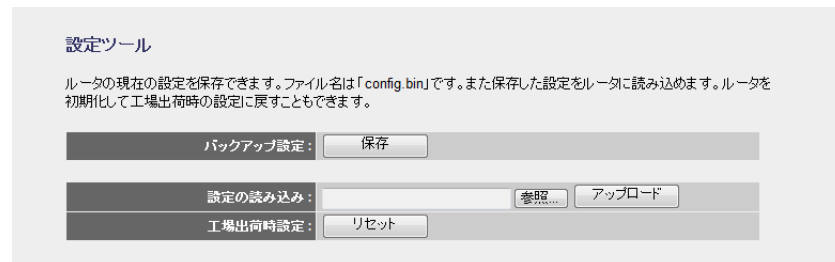 設定ツール
ルータの現在の設定を保存できます。ファイル名は「config.bin」です。また保存した設定をルータに読み込めます。ルータを
初期化して工場出荷時の設定に戻すこともできます。
バックアップ設定： 保存
設定の読み込み： 参照... アップロード
工場出荷時設定： リセット